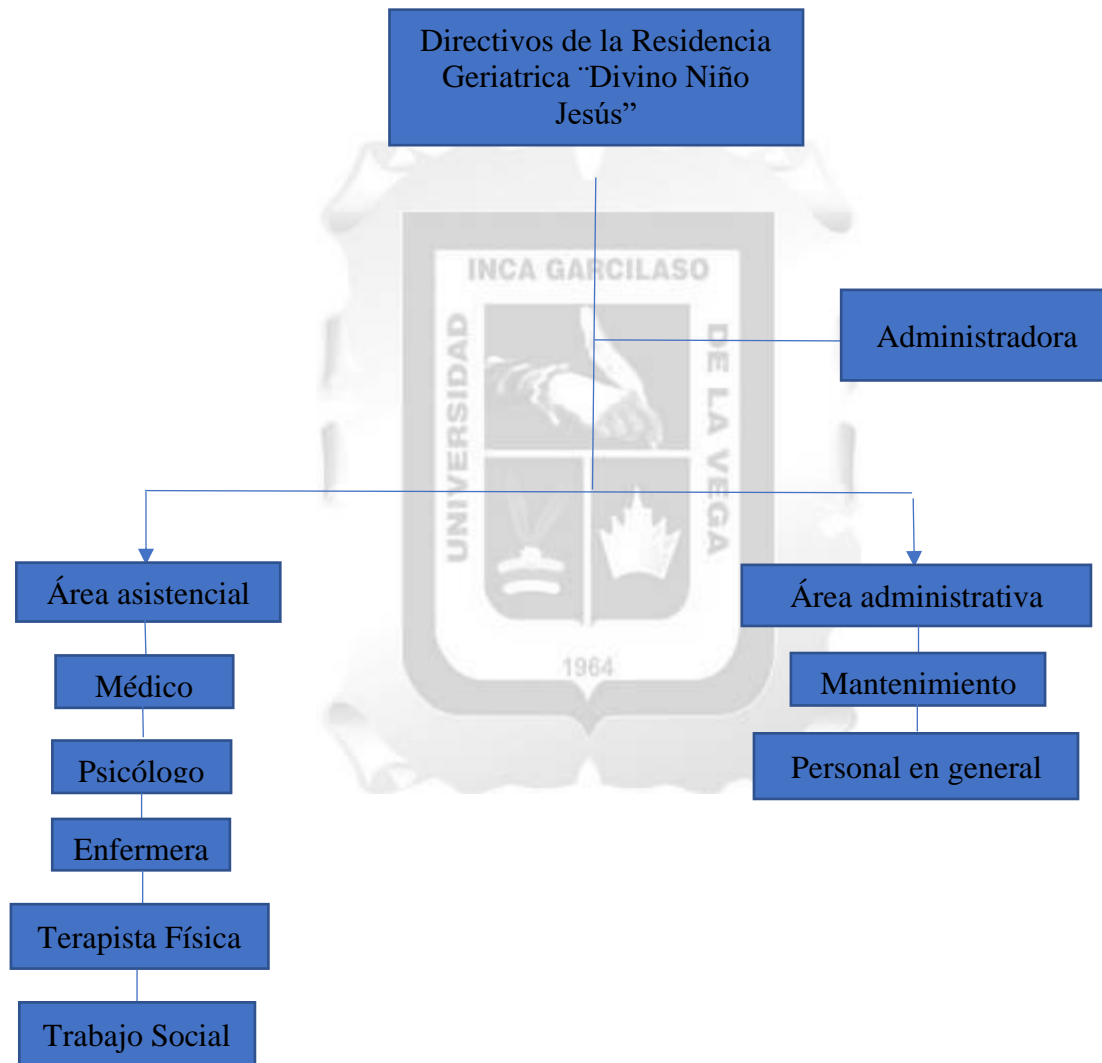 Directivos de la Residencia
Geriatrica ¨Divino Niño
Jesús”
INCA GARCILASO
UNIVERSIDAD
DE LA VEGA
1964
Administradora
Área asistencial
Médico
Psicólogo
Enfermera
Terapista Física
Trabajo Social
Área administrativa
Mantenimiento
Personal en general